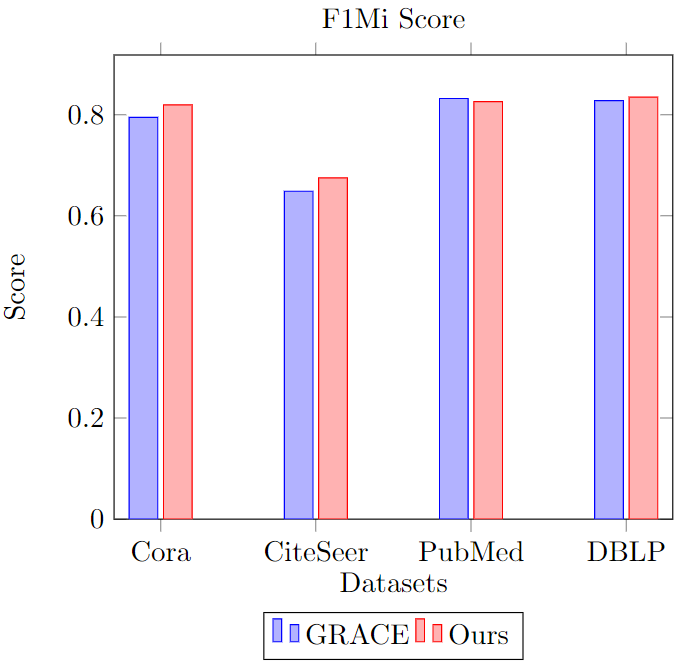 F1Mi Score
0.8
0.6
0.4
0.2
0
Score
Cora CiteSeer PubMed DBLP
Datasets
GRACE Ours